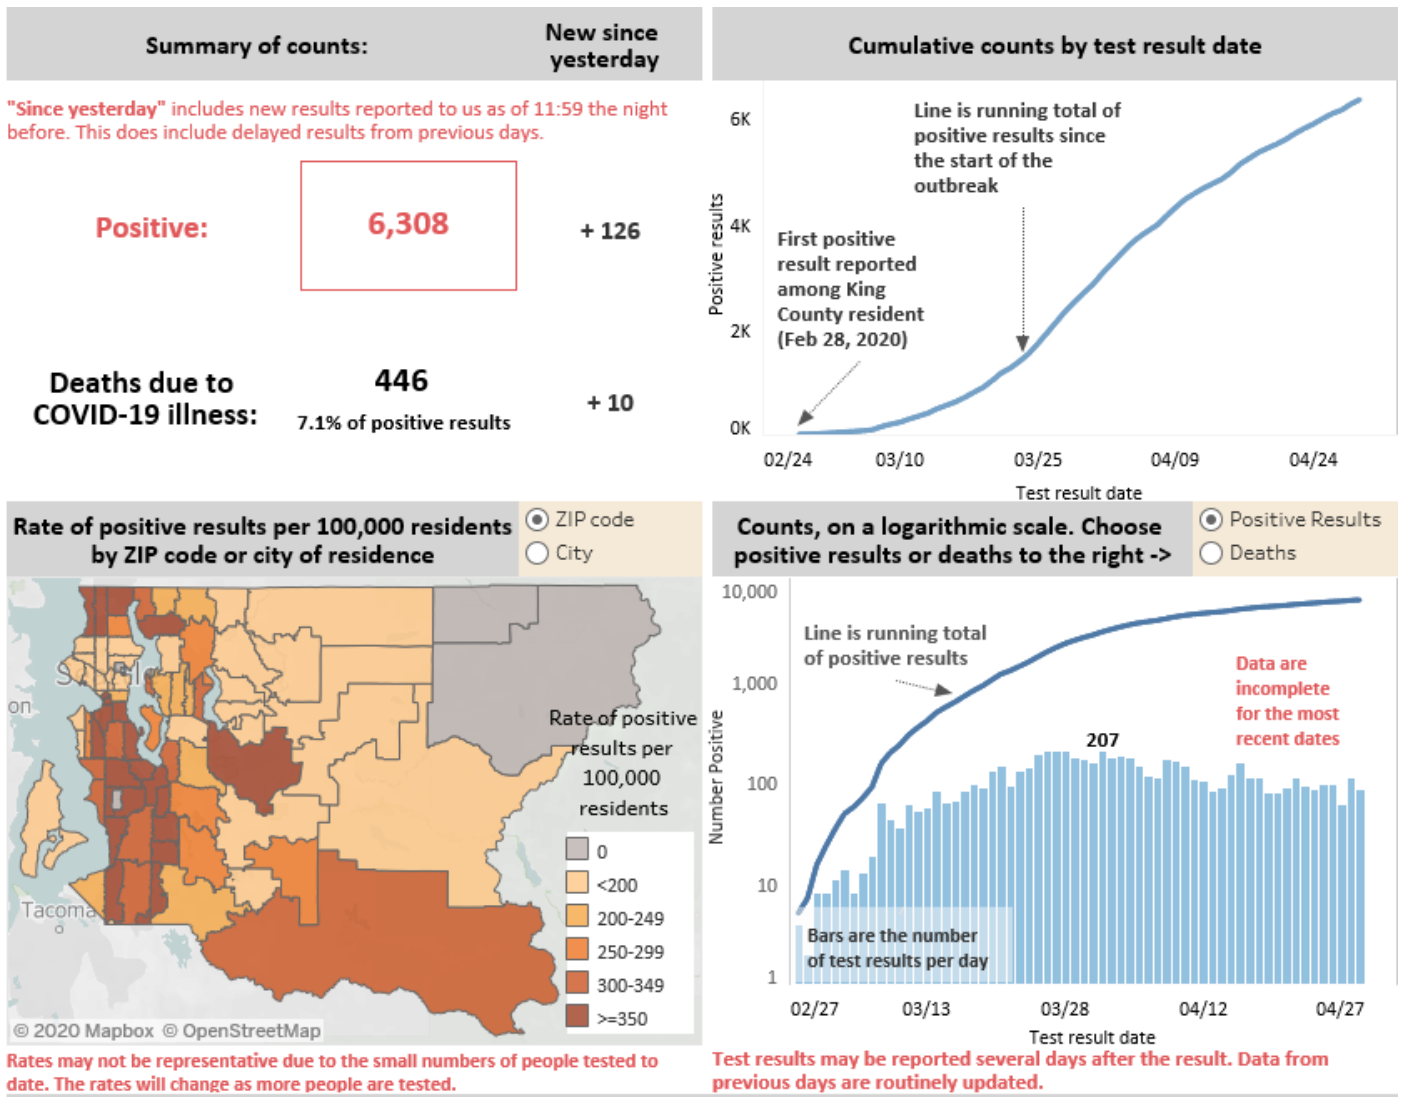 Summary of counts:
New since
yesterday
"Since yesterday" includes new results reported to us as of 11:59 the night
before. This does include delayed results from previous days.
Positive:
6,308
+ 126
Deaths due to
COVID-19 illness:
446
7.1% of positive results
+ 10
Cumulative counts by test result date
Positive results
6K
4K
2K
0K
Line is running total of
positive results since
the start of the
outbreak
First positive
result reported
among King
County resident
(Feb 28, 2020)
02/24
03/10
03/25
04/09
04/24
Test result date
Rate of positive results per 100,000 residents
by ZIP code or city of residence
ZIP code
City
on
Tacoma
Rate of positive
results per
100,000
residents
0
<200
200-249
250-299
300-349
>=350
© 2020 Mapbox © OpenStreetMap
Rates may not be representative due to the small numbers of people tested to
date. The rates will change as more people are tested.
Counts, on a logarithmic scale. Choose
positive results or deaths to the right ->
Positive Results
Deaths
Number Positive
10,000
1,000
100
10
1
Line is running total
of positive results
Data are
incomplete
for the most
recent dates
207
Bars are the number
of test results per day
02/27
03/13
03/28
04/12
04/27
Test result date
Test results may be reported several days after the result. Data from
previous days are routinely updated.